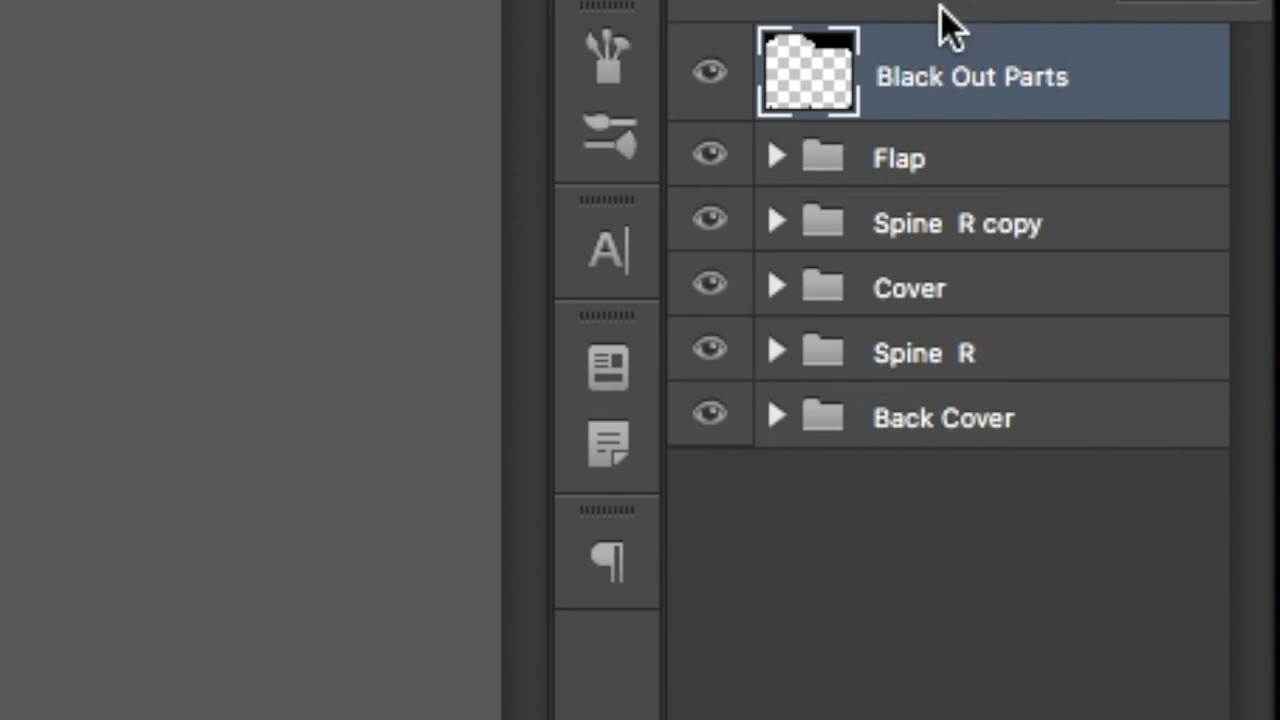 Black Out Parts
Flap
Spine  R copy
Cover
Spine  R
Back Cover